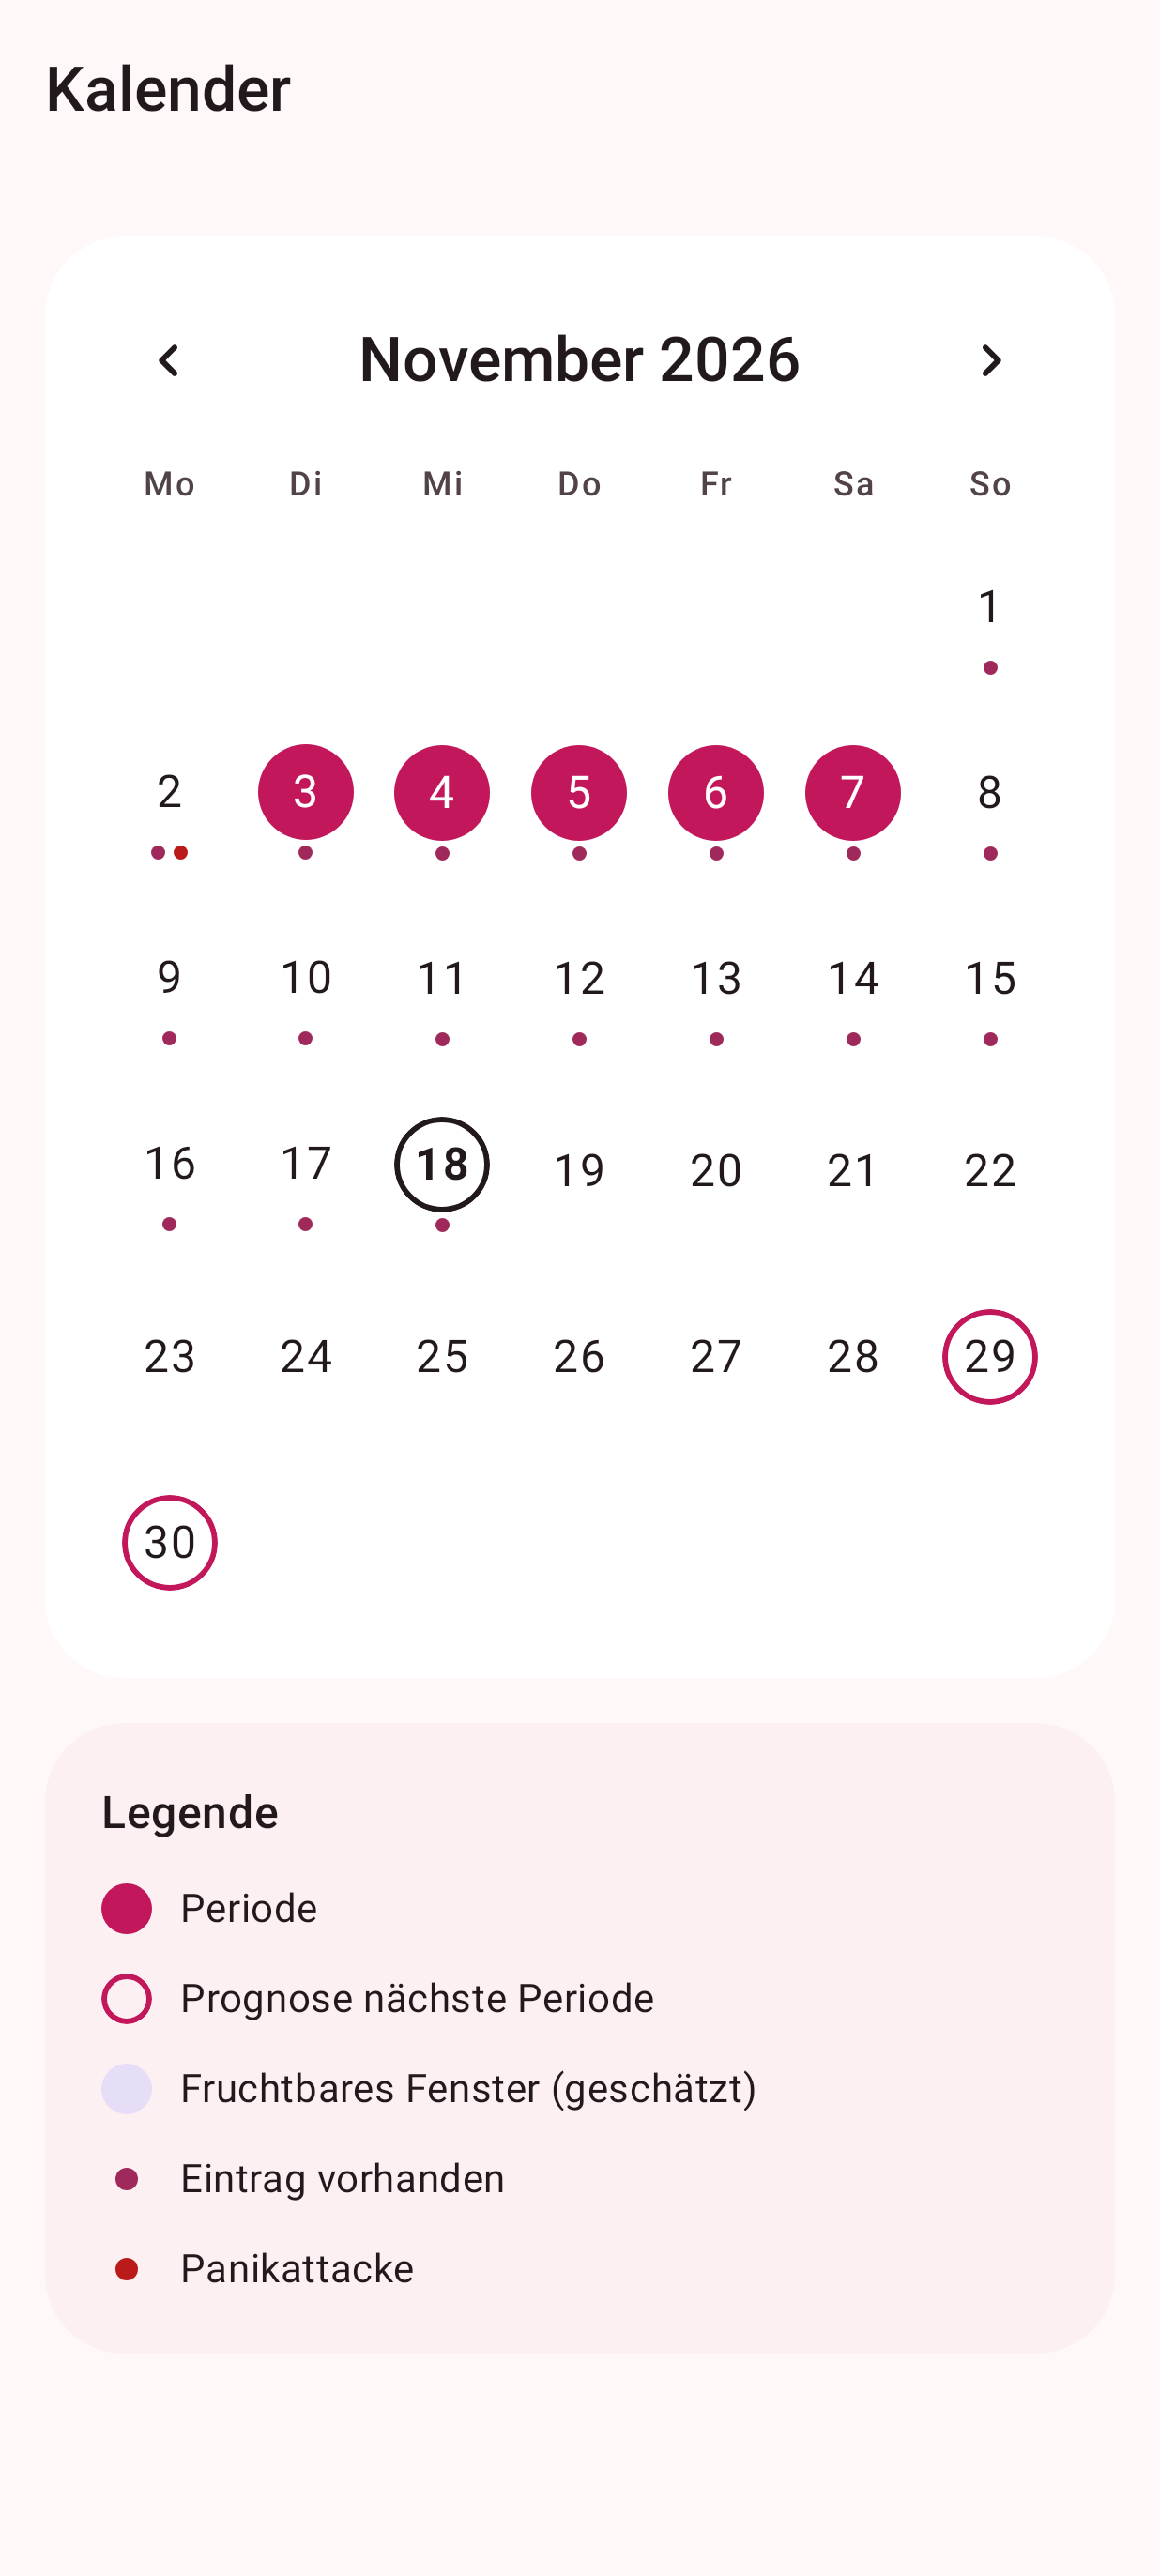 Kalender
November 2026
Mo Di Mi Do Fr Sa So
1
2 3 4 5 6 7 8
9 10 11 12 13 14 15
16 17 18 19 20 21 22
23 24 25 26 27 28 29
30
Legende
Periode
Prognose nächste Periode
Fruchtbares Fenster (geschätzt)
Eintrag vorhanden
Panikattacke